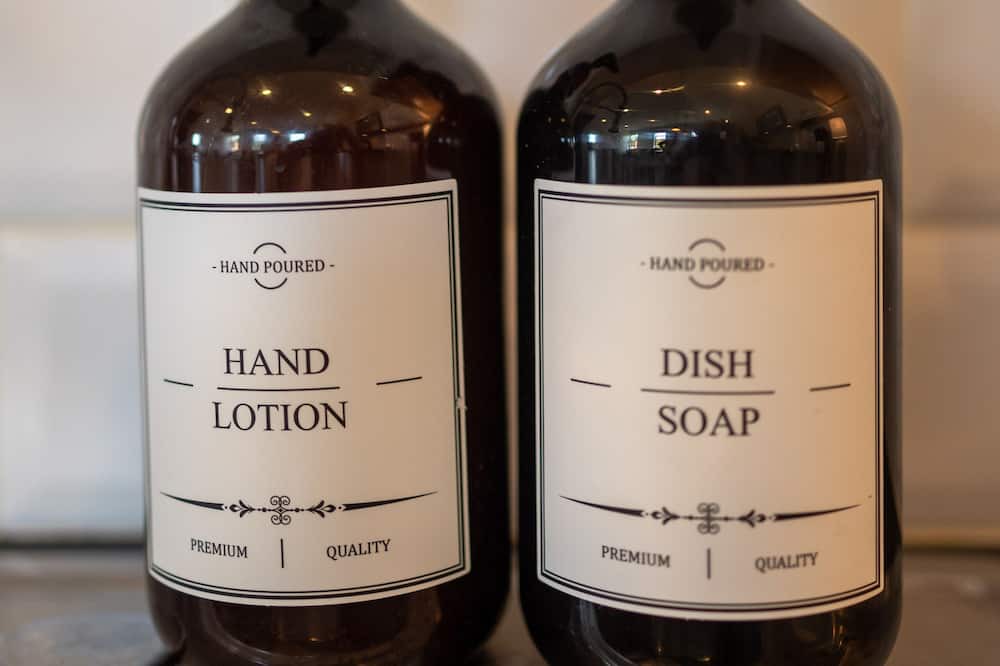 - HAND POURED -
HAND
LOTION
PREMIUM | QUALITY
- HAND POURED -
DISH
SOAP
PREMIUM | QUALITY